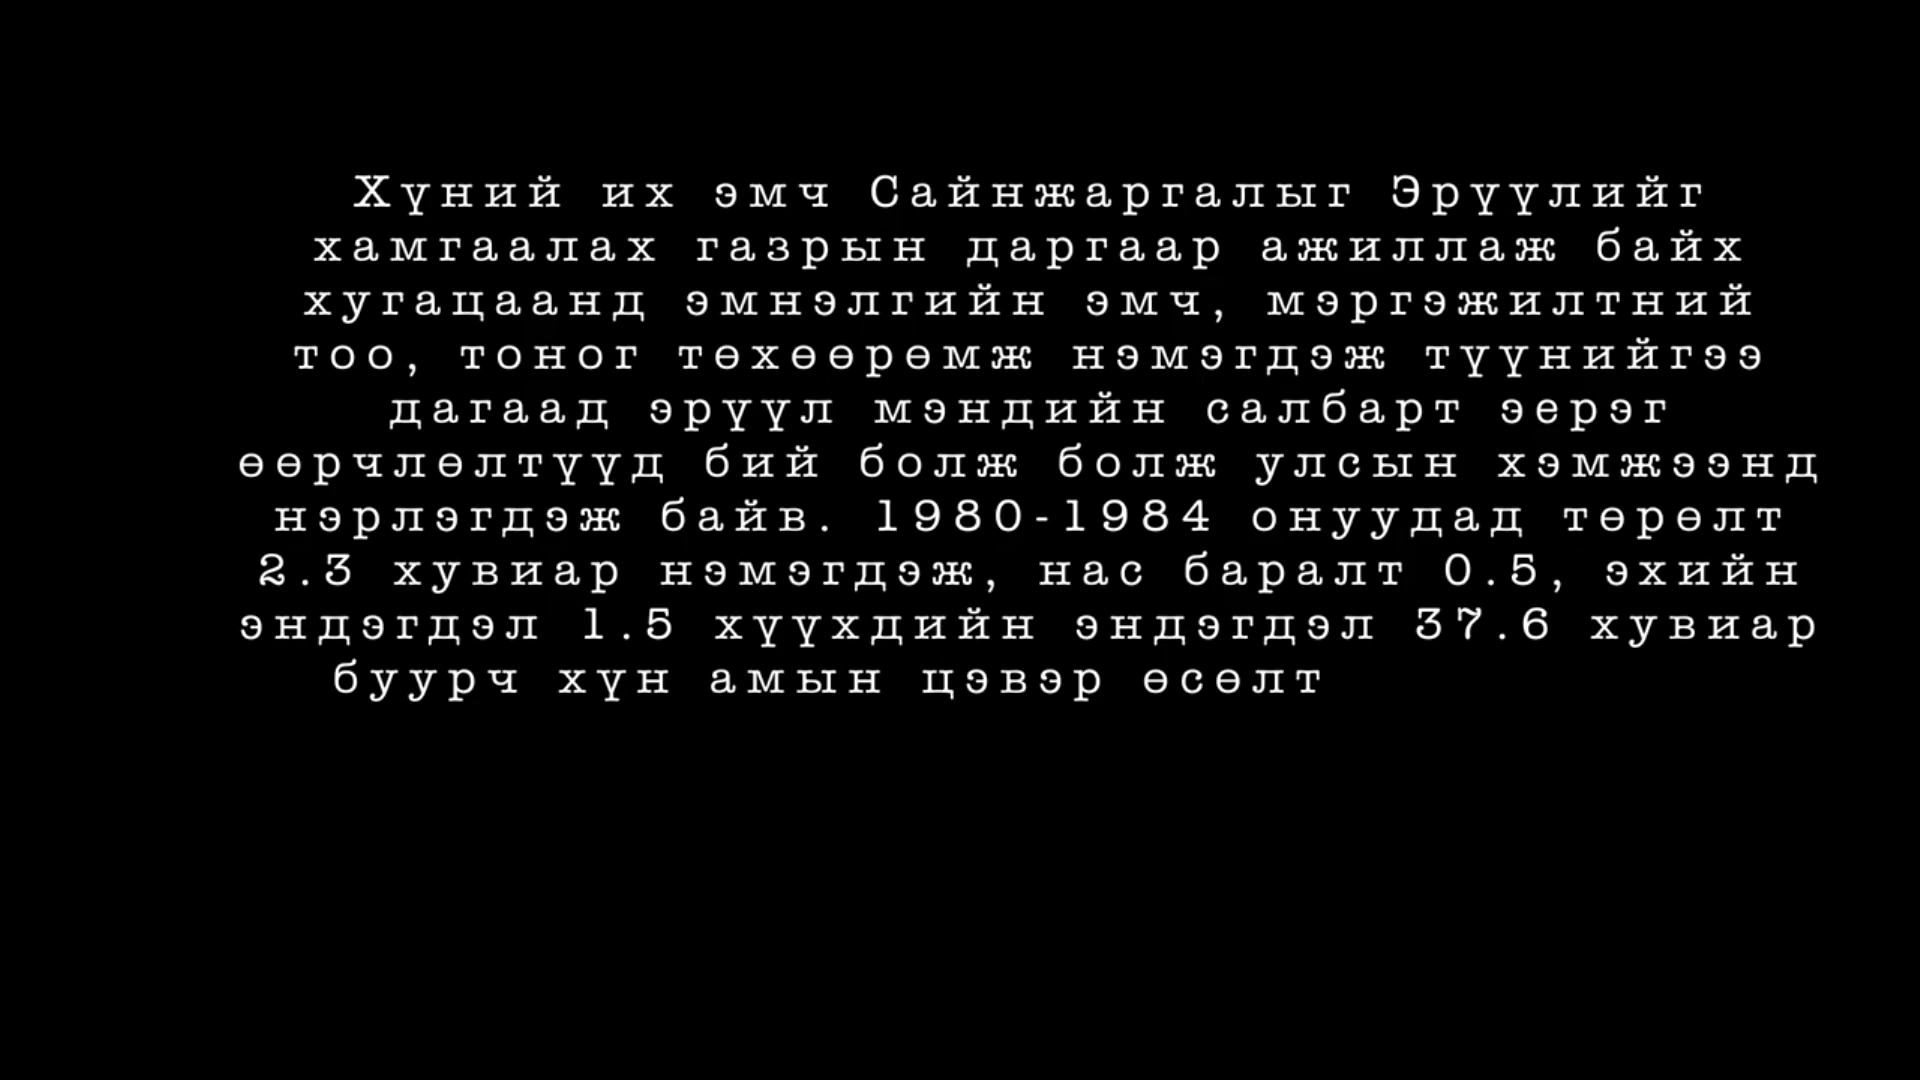 Хүний их эмч Сайнжаргалыг Эрүүлийг
хамгаалах газрын даргаар ажиллаж байх
хугацаанд эмнэлгийн эмч, мэргэжилтний
тоо, тоног төхөөрөмж нэмэгдэж түүнийгээ
дагаад эрүүл мэндийн салбарт эерэг
өөрчлөлтүүд бий болж болж улсын хэмжээнд
нэрлэгдэж байв. 1980-1984 онуудад төрөлт
2.3 хувиар нэмэгдэж, нас баралт 0.5, эхийн
эндэгдэл 1.5 хүүхдийн эндэгдэл 37.6 хувиар
буурч хүн амын цэвэр өсөлт